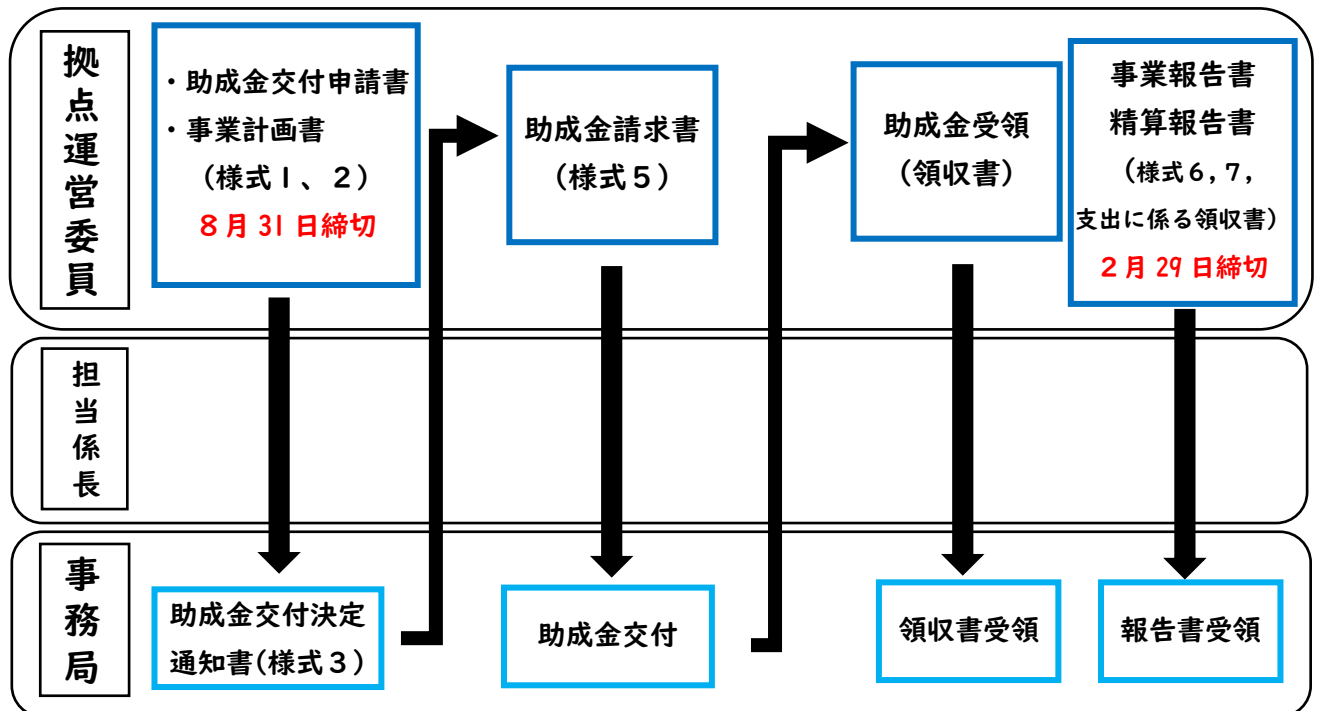 拠点運営委員
・助成金交付申請書
・事業計画書
(様式1、2)
8月31日締切
助成金請求書
(様式5)
助成金受領
(領収書)
事業報告書
精算報告書
(様式6,7,
支出に係る領収書)
2月29日締切
担当係長
事務局
助成金交付決定
通知書(様式3)
助成金交付
領収書受領
報告書受領